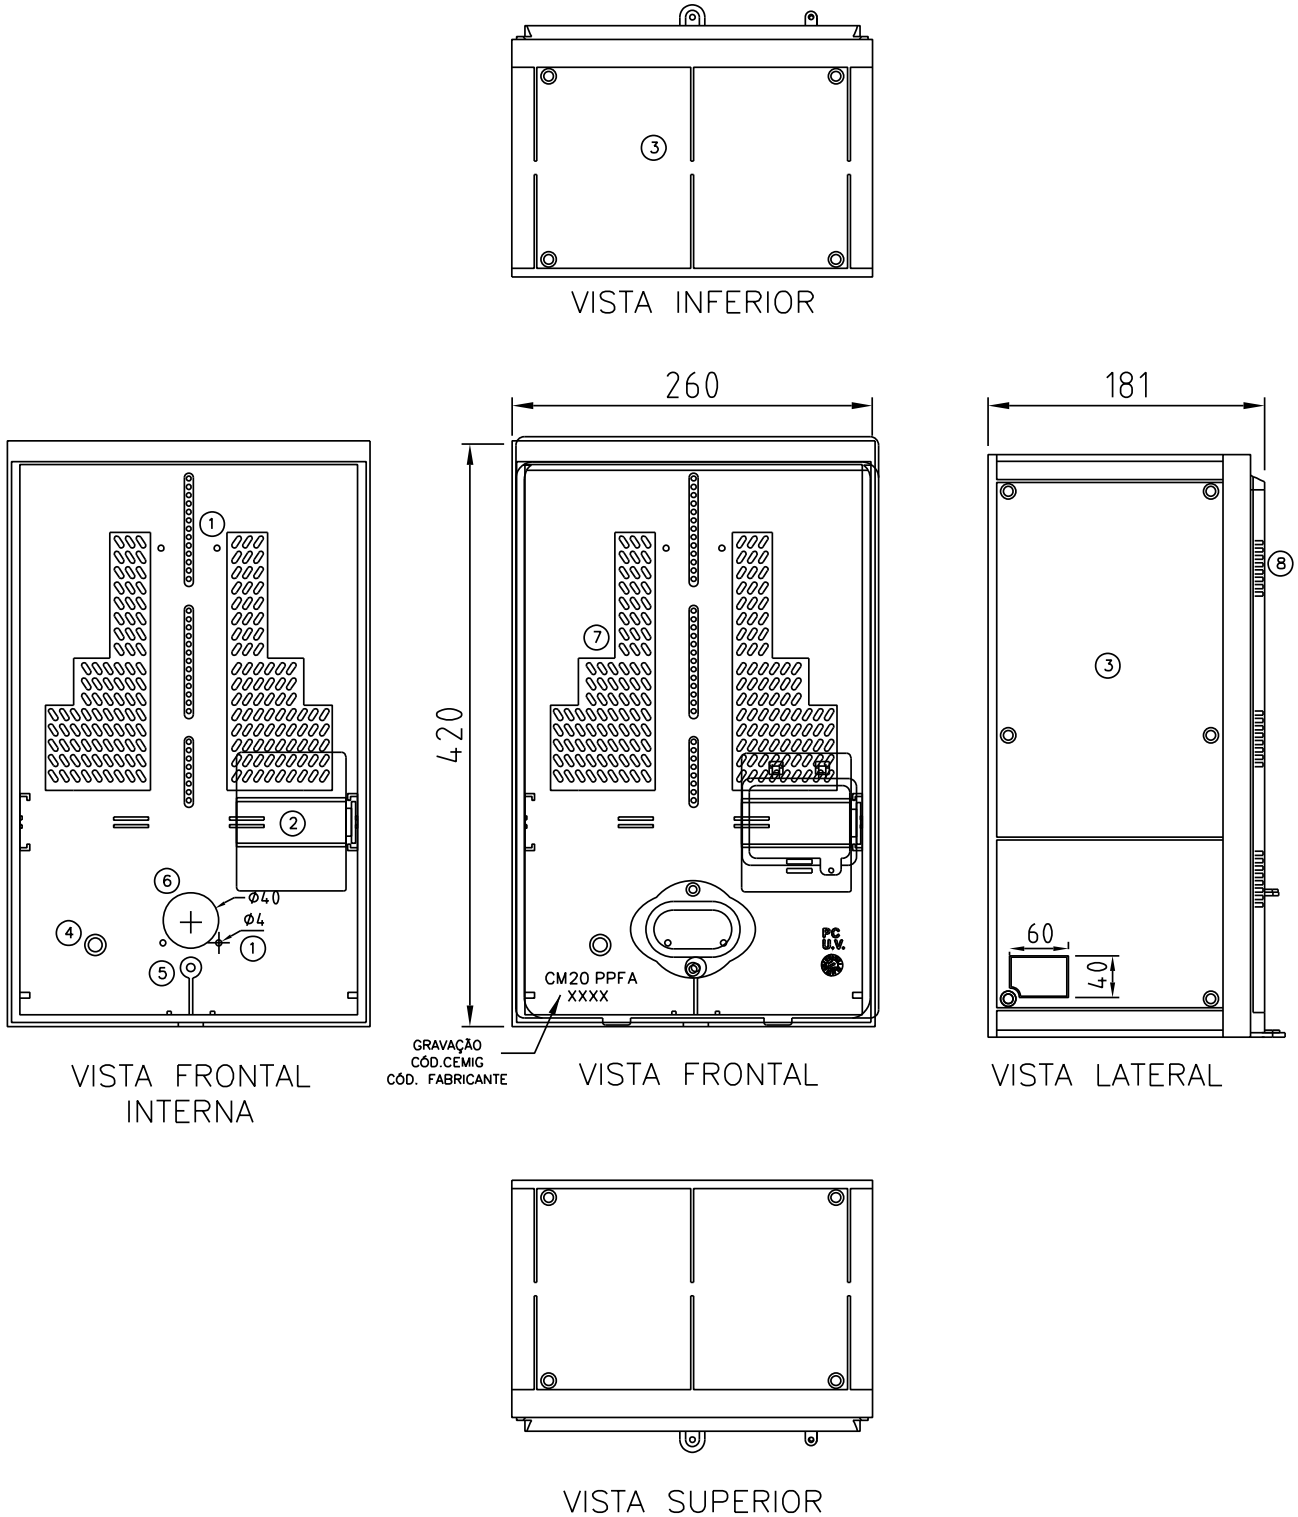 3
VISTA INFERIOR
260
181
1
8
7
3
420
2
6
Ø40
Ø4
4
1
5
PC
U.V.
60
40
CM20 PPFA
XXXX
GRAVAÇÃO
CÓD.CEMIG
CÓD. FABRICANTE
VISTA FRONTAL
INTERNA
VISTA FRONTAL
VISTA LATERAL
VISTA SUPERIOR